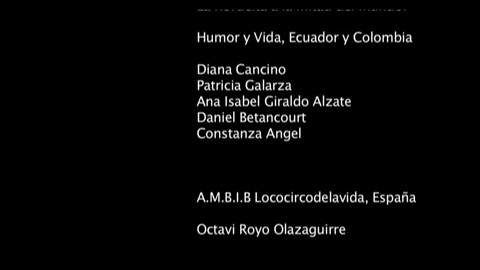 Humor y Vida, Ecuador y Colombia
Diana Cancino
Patricia Galarza
Ana Isabel Giraldo Alzate
Daniel Betancourt
Constanza Angel
A.M.B.I.B Lococircodelavida, España
Octavi Royo Olazaguirre